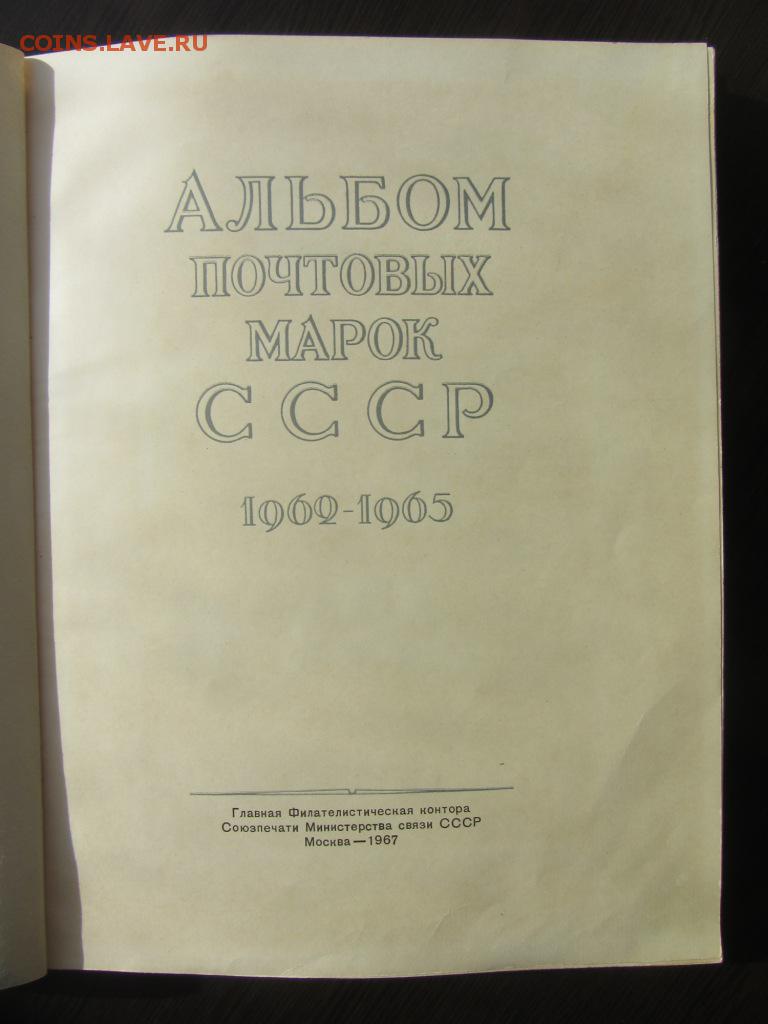 COINS.LAVE.RU
АЛЬБОМ
ПОЧТОВЫХ
МАРОК
СССР
1962-1965
Главная Филателистическая контора
Союзпечати Министерства связи СССР
Москва — 1967